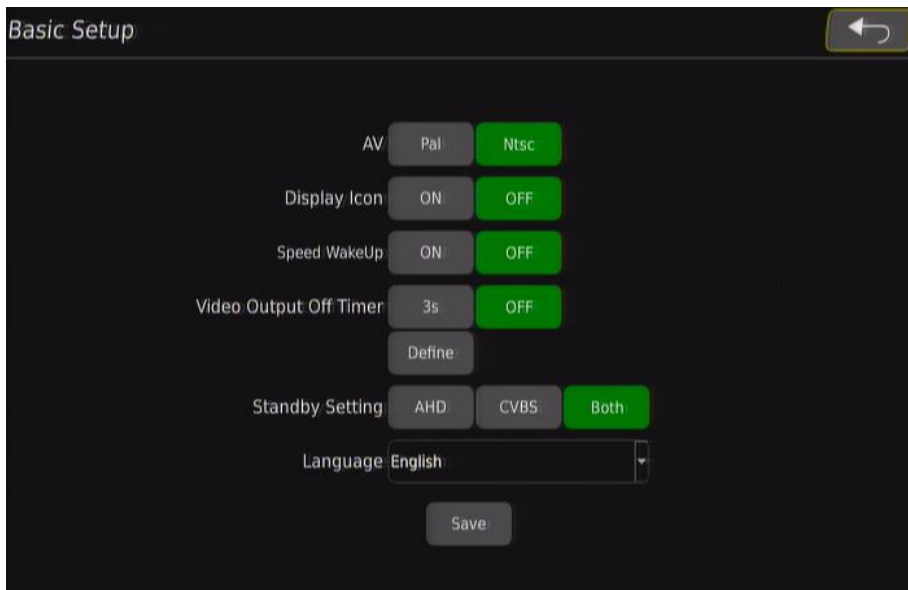 Basic Setup
AV Pal Ntsc
Display Icon ON OFF
Speed WakeUp ON OFF
Video Output Off Timer 3s OFF
Define
Standby Setting AHD CVBS Both
Language English
Save